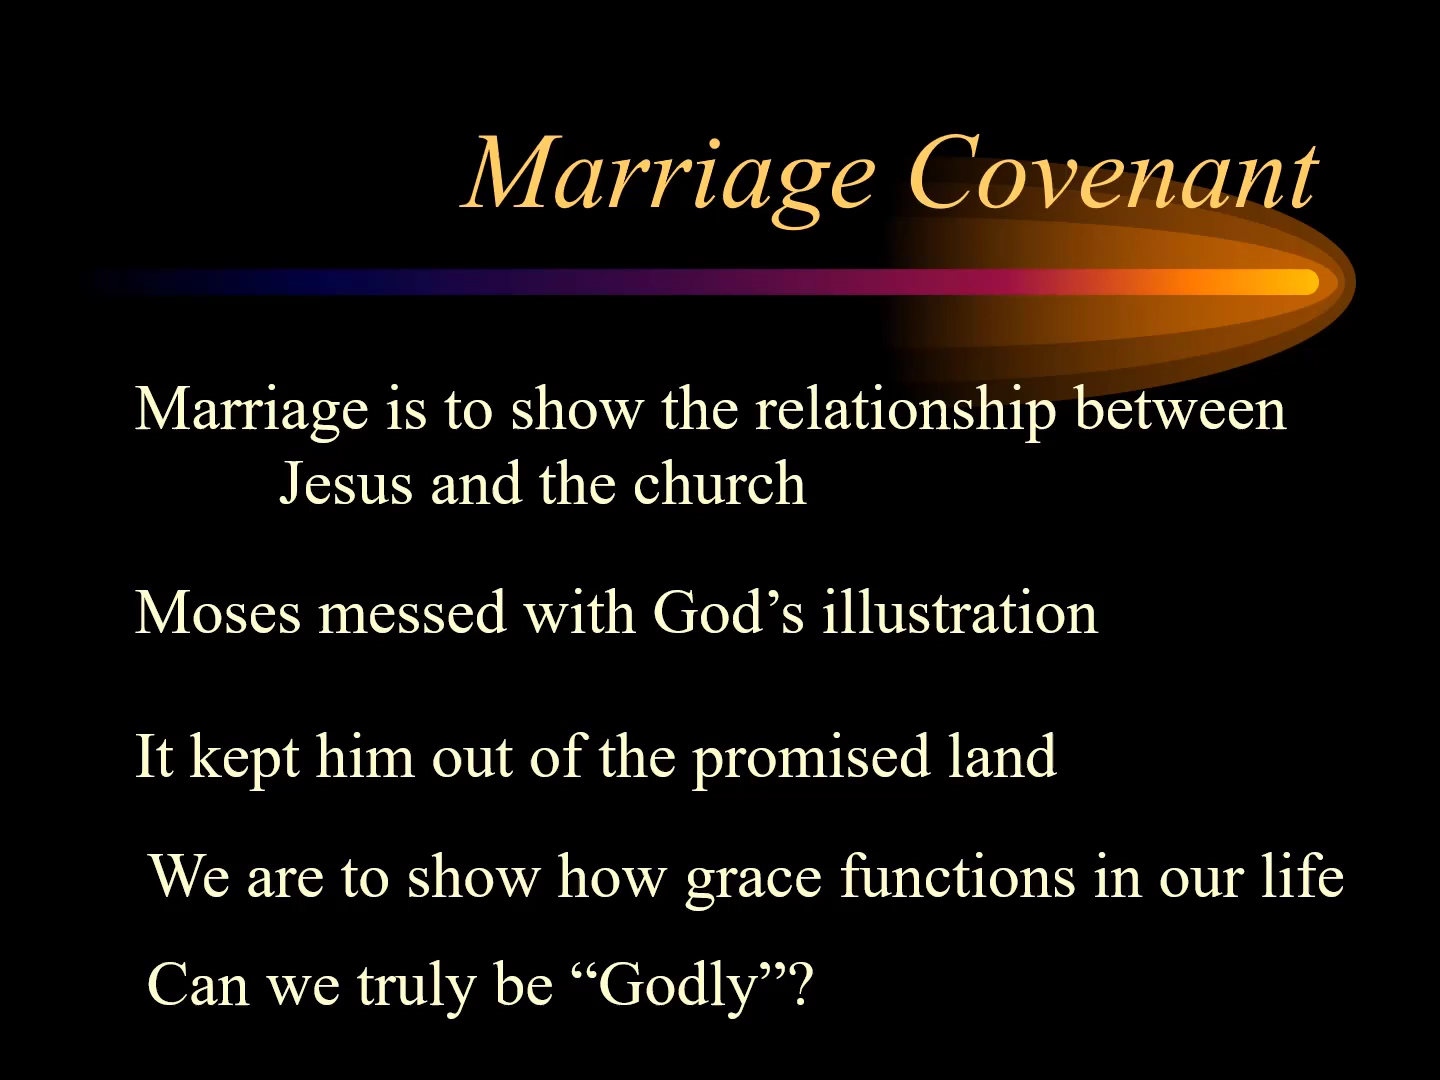 Marriage Covenant
Marriage is to show the relationship between
Jesus and the church
Moses messed with God’s illustration
It kept him out of the promised land
We are to show how grace functions in our life
Can we truly be “Godly”?